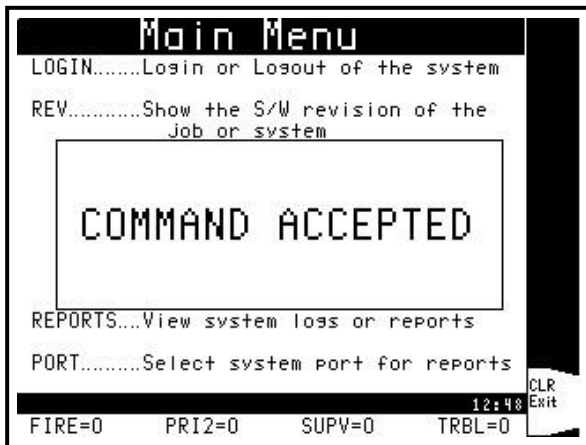 Main Menu
LOGIN.......Login or Logout of the system
REV...........Show the S/W revision of the
Job or system
COMMAND ACCEPTED
REPORTS....View system logs or reports
PORT.........Select system port for reports
CLR
12:48 Exit
FIRE=0 PRI2=0 SUPV=0 TRBL=0